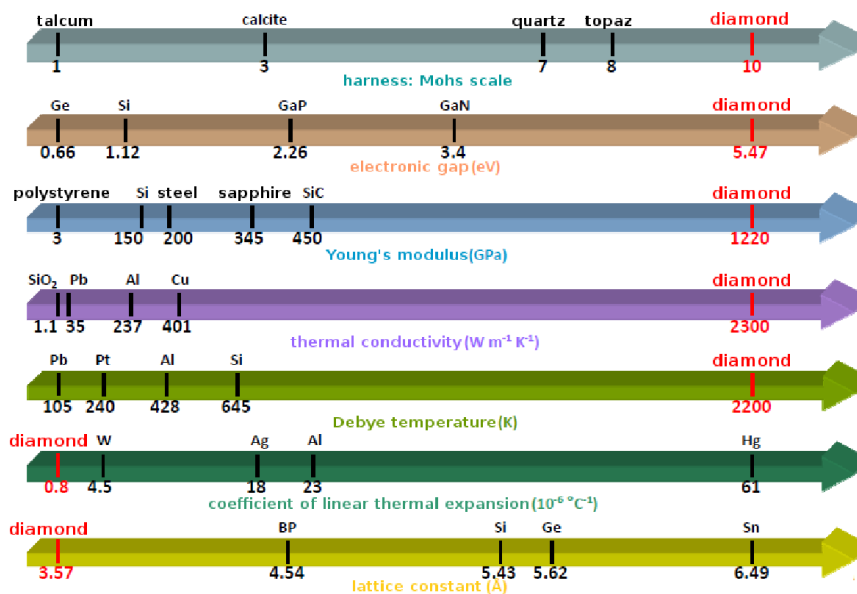 talcum calcite quartz topaz diamond
1 3 7 8 10
harness: Mohs scale
Ge Si GaP GaN diamond
0.66 1.12 2.26 3.4 5.47
electronic gap (eV)
polystyrene Si steel sapphire SiC diamond
3 150 200 345 450 1220
Young's modulus(GPa)
SiO₂ Pb Al Cu diamond
1.1 35 237 401 2300
thermal conductivity (W m⁻¹ K⁻¹)
Pb Pt Al Si diamond
105 240 428 645 2200
Debye temperature (K)
diamond W Ag Al Hg
0.8 4.5 18 23 61
coefficient of linear thermal expansion (10⁻⁶ °C⁻¹)
diamond BP Si Ge Sn
3.57 4.54 5.43 5.62 6.49
lattice constant (Å)